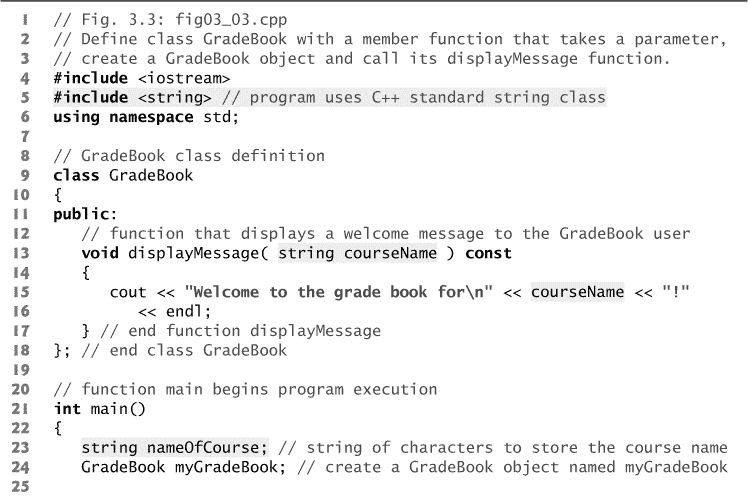 1 // Fig. 3.3: fig03_03.cpp
2 // Define class GradeBook with a member function that takes a parameter,
3 // create a GradeBook object and call its displayMessage function.
4 #include <iostream>
5 #include <string> // program uses C++ standard string class
6 using namespace std;
7
8 // GradeBook class definition
9 class GradeBook
10 {
11 public:
12    // function that displays a welcome message to the GradeBook user
13    void displayMessage( string courseName ) const
14    {
15       cout << "Welcome to the grade book for\n" << courseName << "!"
16          << endl;
17    } // end function displayMessage
18 }; // end class GradeBook
19
20 // function main begins program execution
21 int main()
22 {
23    string nameOfCourse; // string of characters to store the course name
24    GradeBook myGradeBook; // create a GradeBook object named myGradeBook
25